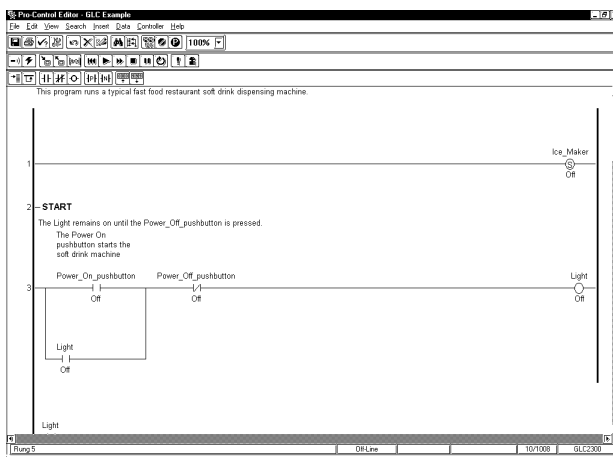 Pro-Control Editor - GLC Example
File Edit View Search Insert Data Controller Help
100%
This program runs a typical fast food restaurant soft drink dispensing machine.
Ice_Maker
1
S
Off
2 START
The Light remains on until the Power_Off_pushbutton is pressed.
The Power On
pushbutton starts the
soft drink machine
Power_On_pushbutton Power_Off_pushbutton Light
3
Off Off Off
Light
Off
Light
Rung 5 Off-Line 10/1008 GLC2300